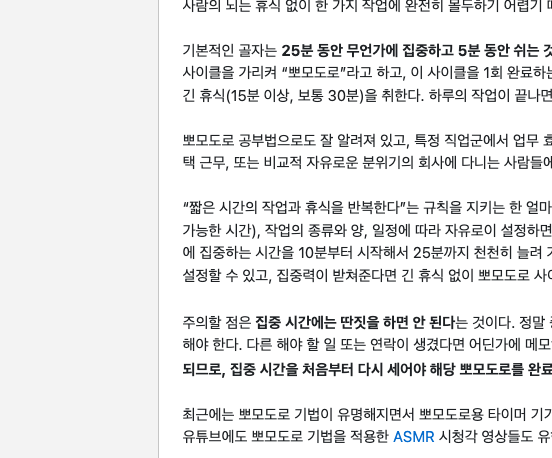 사람의 뇌는 휴식 없이 한 가지 작업에 완전히 몰두하기 어렵기
기본적인 골자는 25분 동안 무언가에 집중하고 5분 동안 쉬는
사이클을 가리켜 “뽀모도로”라고 하고, 이 사이클을 1회 완료하는
긴 휴식(15분 이상, 보통 30분)을 취한다. 하루의 작업이 끝나면
뽀모도로 공부법으로도 잘 알려져 있고, 특정 직업군에서 업무
택 근무, 또는 비교적 자유로운 분위기의 회사에 다니는 사람들에
“짧은 시간의 작업과 휴식을 반복한다”는 규칙을 지키는 한 얼마
가능한 시간), 작업의 종류와 양, 일정에 따라 자유로이 설정하면
에 집중하는 시간을 10분부터 시작해서 25분까지 천천히 늘려
설정할 수 있고, 집중력이 받쳐준다면 긴 휴식 없이 뽀모도로 사이
주의할 점은 집중 시간에는 딴짓을 하면 안 된다는 것이다. 정말
해야 한다. 다른 해야 할 일 또는 연락이 생겼다면 어딘가에 메모
되므로, 집중 시간을 처음부터 다시 세어야 해당 뽀모도로를 완료
최근에는 뽀모도로 기법이 유명해지면서 뽀모도로용 타이머 기
유튜브에도 뽀모도로 기법을 적용한 ASMR 시청각 영상들도